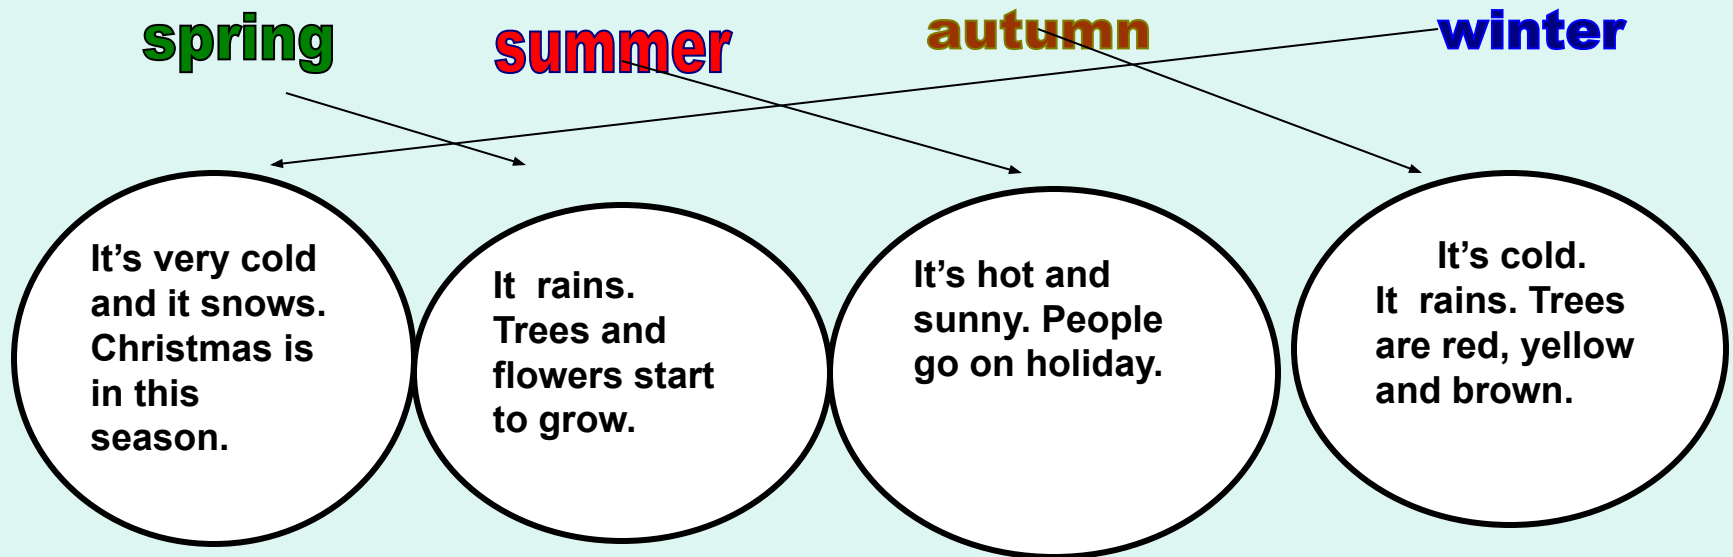 spring
summer
autumn
winter
It’s very cold
and it snows.
Christmas is
in this
season.
It  rains.
Trees and
flowers start
to grow.
It’s hot and
sunny. People
go on holiday.
It’s cold.
It  rains. Trees
are red, yellow
and brown.